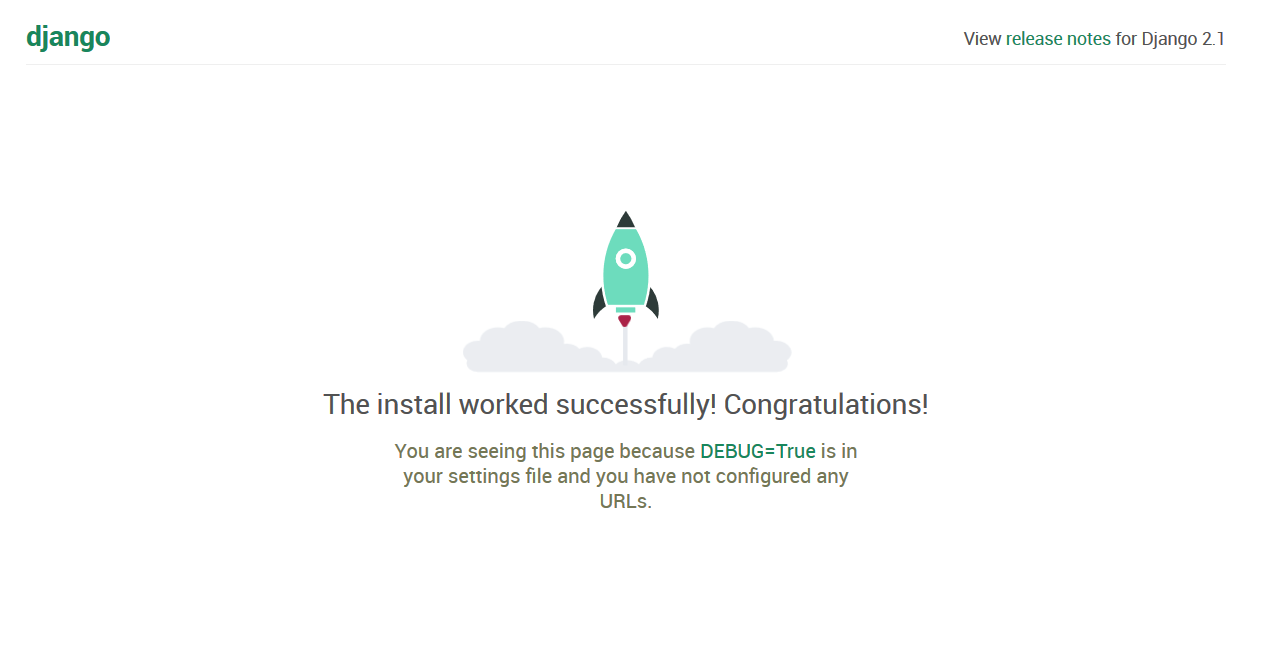 django
View release notes for Django 2.1
The install worked successfully! Congratulations!
You are seeing this page because DEBUG=True is in
your settings file and you have not configured any
URLs.